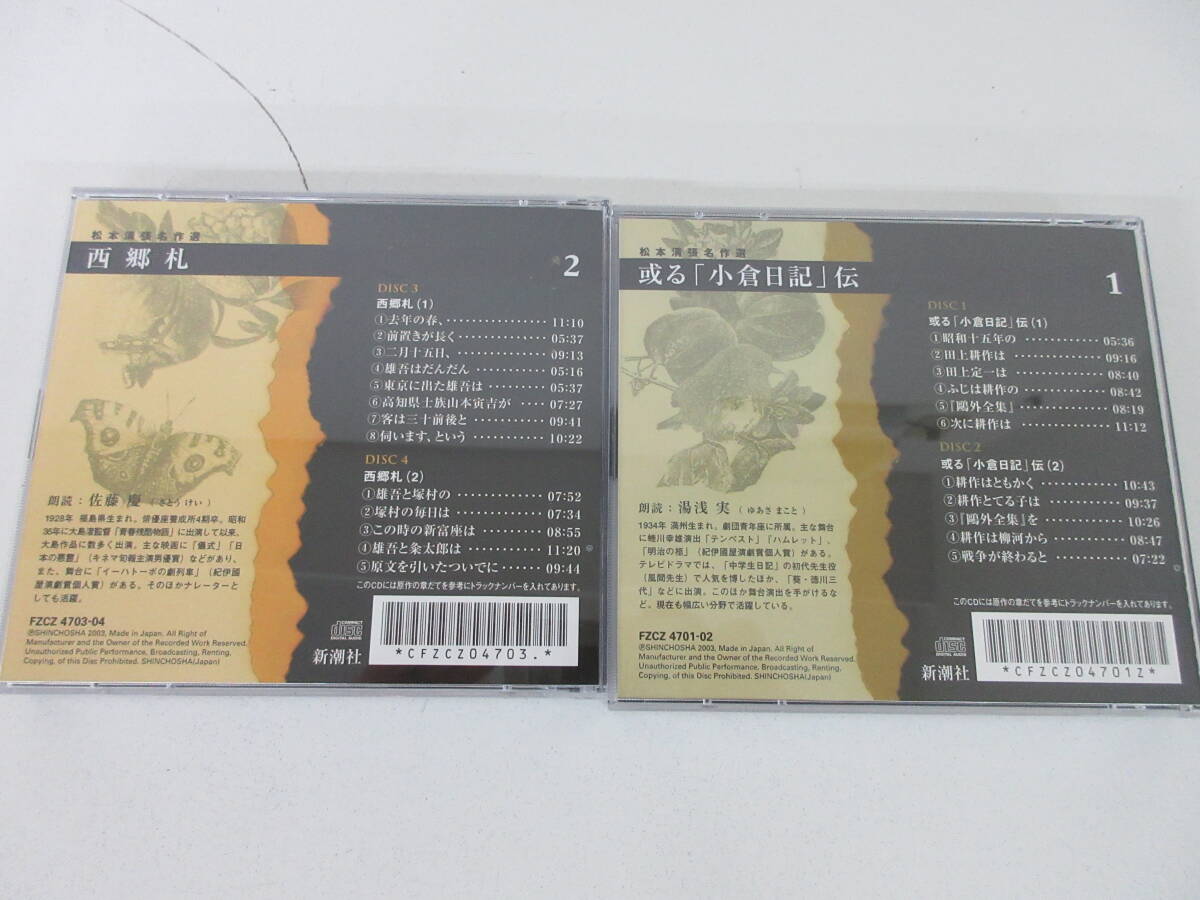 松本清張名作選
西郷札
2
DISC 3
西郷札(1)
①去年の春、 ‥‥‥‥‥‥ 11:10
②前置きが長く ‥‥‥‥‥‥ 05:37
③二月十五日、 ‥‥‥‥‥‥ 09:13
④雄吾はだんだん ‥‥‥‥‥‥ 05:16
⑤東京に出た雄吾は ‥‥‥‥‥‥ 05:37
⑥高知県士族山本寅吉が ‥‥ 07:27
⑦客は三十前後と ‥‥‥‥‥‥ 09:41
⑧伺います、という ‥‥‥‥‥‥ 10:22
DISC 4
西郷札(2)
①雄吾と塚村の ‥‥‥‥‥‥ 07:52
②塚村の毎日は ‥‥‥‥‥‥ 07:34
③この時の新富座は ‥‥‥‥‥‥ 08:55
④雄吾と粂太郎は ‥‥‥‥‥‥ 11:20
⑤原文を引いたついでに ‥‥‥‥ 09:44
このCDには原作の章だてを参考にトラックナンバーを入れてあります。
朗読:佐藤 慶(さとう けい)
1928年 福島県生まれ。俳優座養成所4期卒。昭和
36年に大島渚監督「青春残酷物語」に出演して以来、
大島作品に数多く出演。主な映画に「儀式」「日
本の悪霊」(キネマ旬報主演男優賞)などがあり、
また、舞台に「イーハトーボの劇列車」(紀伊國
屋演劇賞個人賞)がある。そのほかナレーターと
しても活躍。
FZCZ 4703-04
ⓅSHINCHOSHA 2003, Made in Japan. All Right of
Manufacturer and the Owner of the Recorded Work Reserved.
Unauthorized Public Performance, Broadcasting, Renting,
Copying, of this Disc Prohibited. SHINCHOSHA(Japan)
COMPACT
disc
DIGITAL AUDIO
新潮社
*CFZCZ04703.*
松本清張名作選
或る「小倉日記」伝
1
DISC 1
或る「小倉日記」伝(1)
①昭和十五年の ‥‥‥‥‥‥ 05:36
②田上耕作は ‥‥‥‥‥‥ 09:16
③田上定一は ‥‥‥‥‥‥ 08:40
④ふじは耕作の ‥‥‥‥‥‥ 08:42
⑤『鷗外全集』 ‥‥‥‥‥‥ 08:19
⑥次に耕作は ‥‥‥‥‥‥ 11:12
DISC 2
或る「小倉日記」伝(2)
①耕作はともかく ‥‥‥‥‥‥ 10:43
②耕作とてる子は ‥‥‥‥‥‥ 09:37
③『鷗外全集』を ‥‥‥‥‥‥ 10:26
④耕作は柳河から ‥‥‥‥‥‥ 08:47
⑤戦争が終わると ‥‥‥‥‥‥ 07:22
このCDには原作の章だてを参考にトラックナンバーを入れてあります。
朗読:湯浅 実(ゆあさ まこと)
1934年 満州生まれ。劇団青年座に所属。主な舞台
に蜷川幸雄演出「テンペスト」「ハムレット」、
「明治の柩」(紀伊國屋演劇賞個人賞)がある。
テレビドラマでは、「中学生日記」の初代先生役
(風間先生)で人気を博したほか、「葵・徳川三
代」などに出演。このほか舞台演出を手がけるな
ど、現在も幅広い分野で活躍している。
FZCZ 4701-02
ⓅSHINCHOSHA 2003, Made in Japan. All Right of
Manufacturer and the Owner of the Recorded Work Reserved.
Unauthorized Public Performance, Broadcasting, Renting,
Copying, of this Disc Prohibited. SHINCHOSHA(Japan)
COMPACT
disc
DIGITAL AUDIO
新潮社
*CFZCZ04701Z*